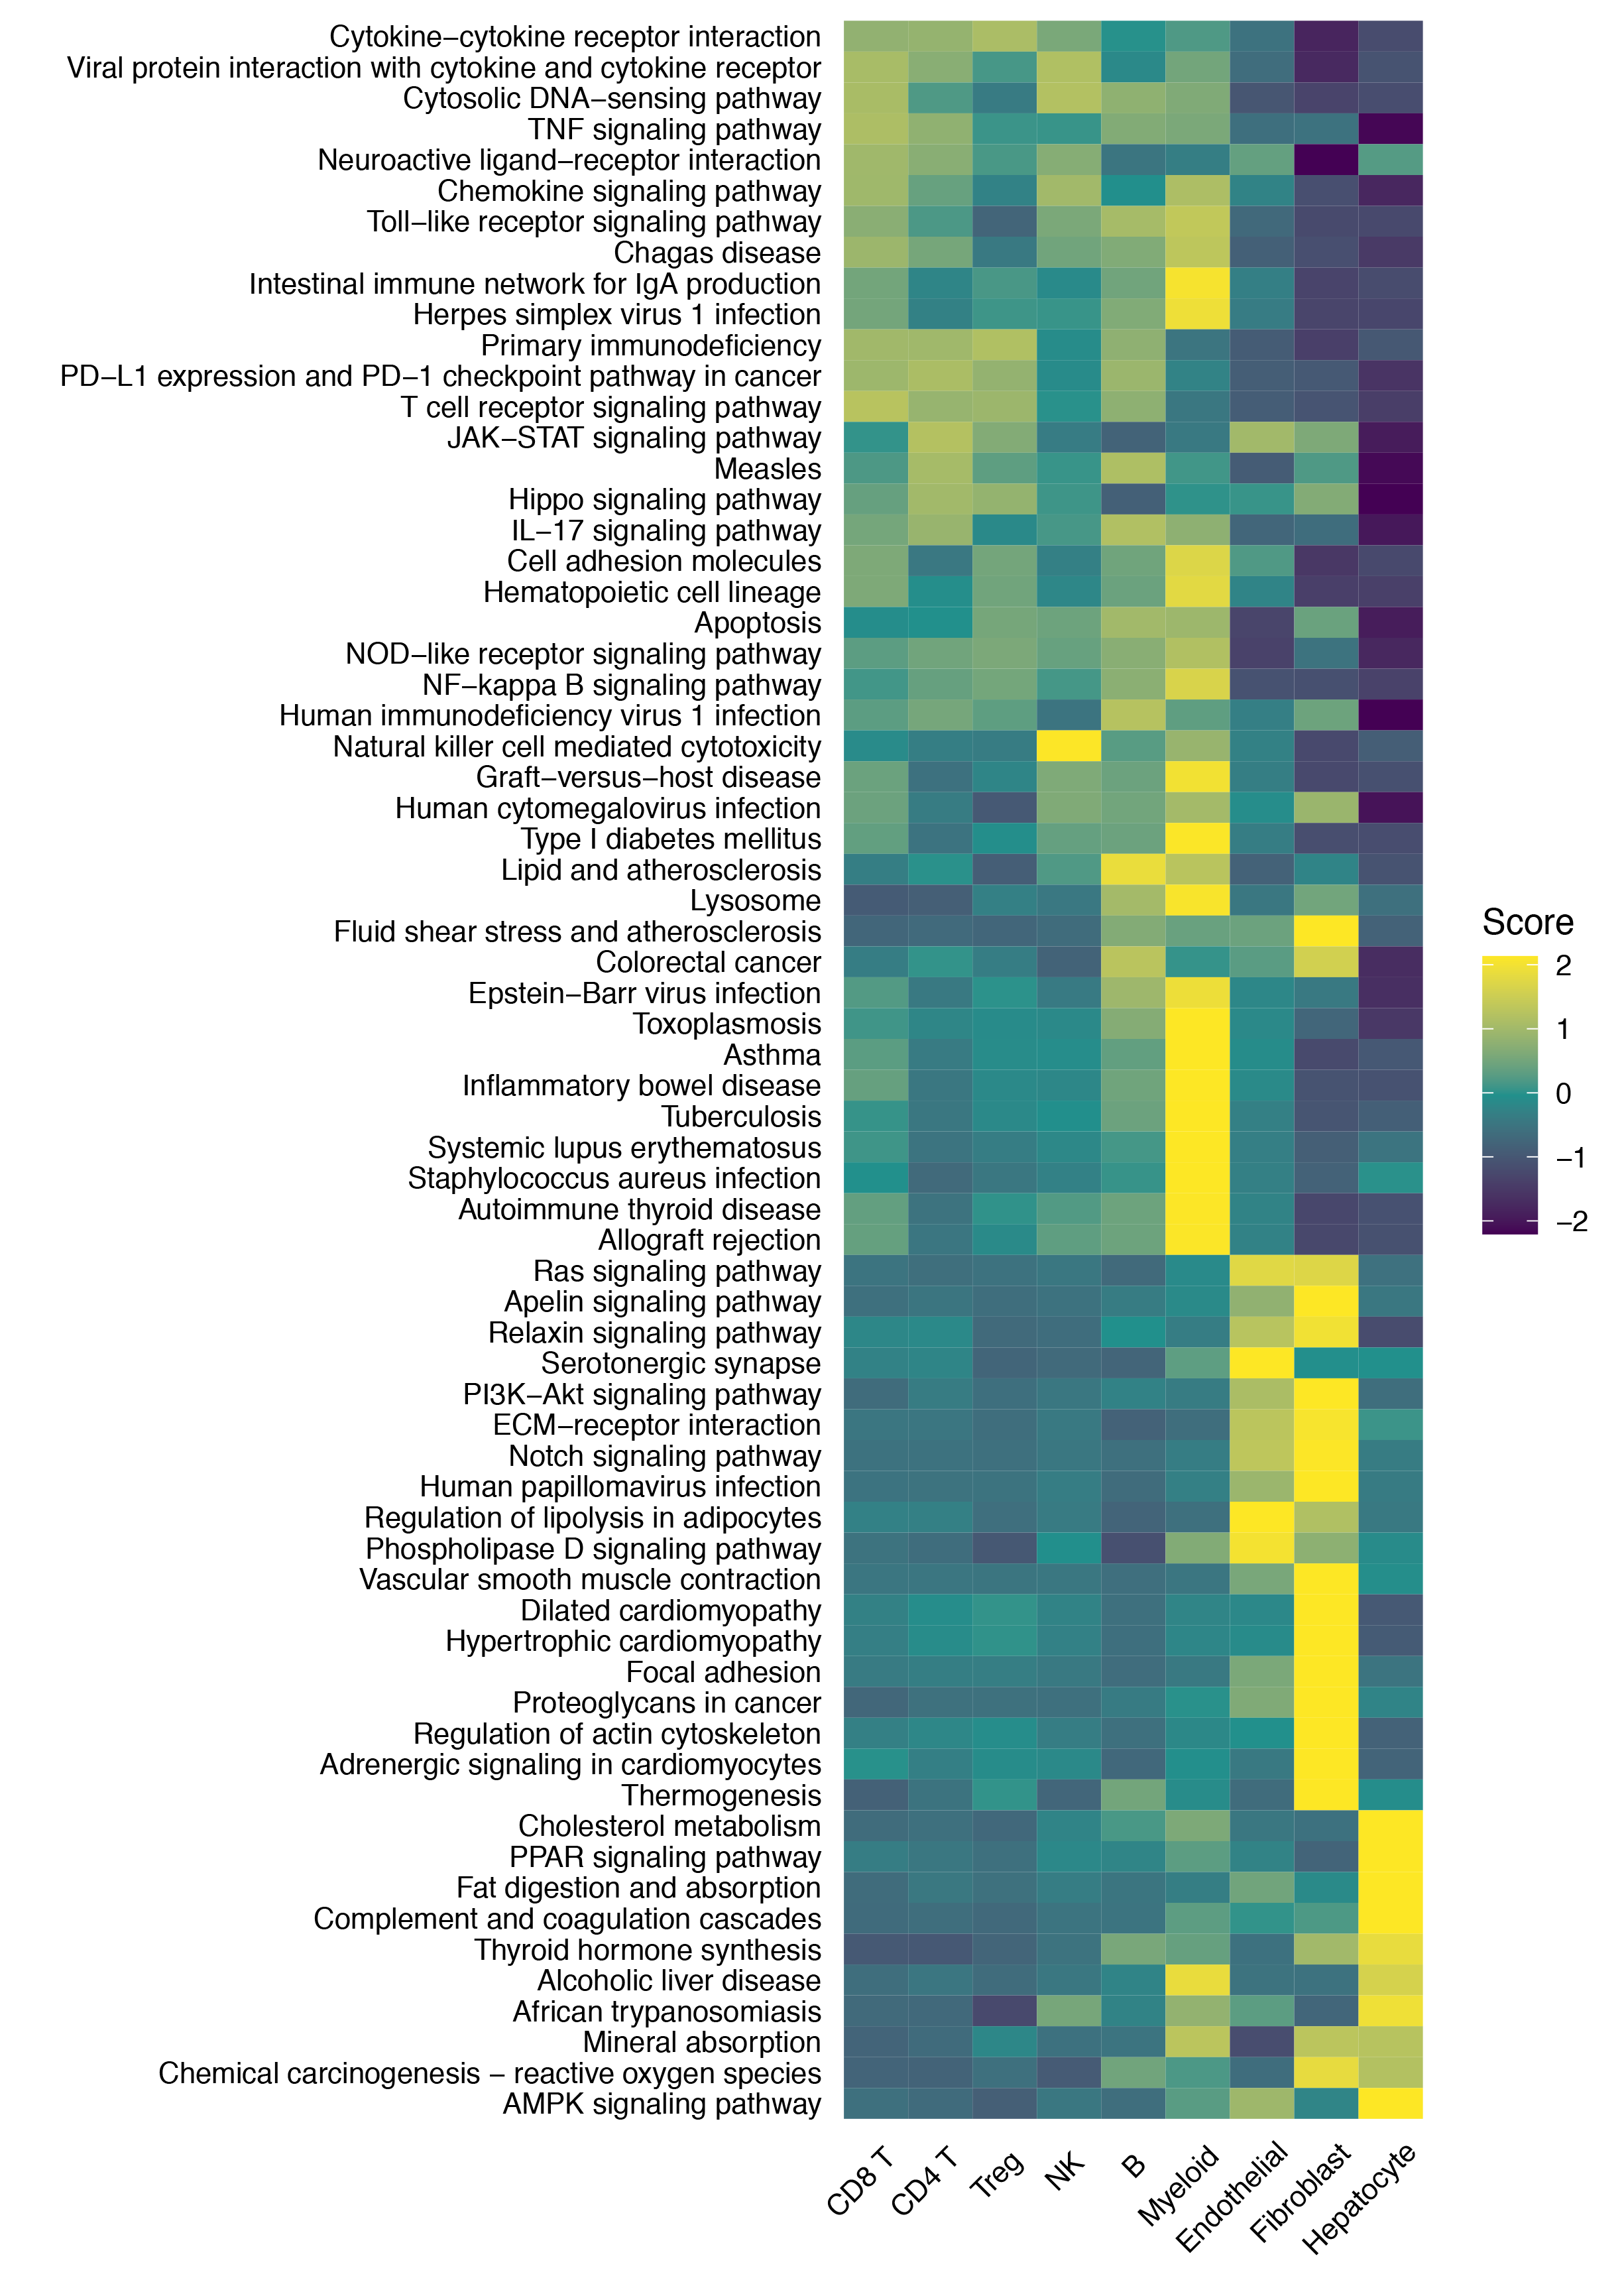 Cytokine−cytokine receptor interaction
Viral protein interaction with cytokine and cytokine receptor
Cytosolic DNA−sensing pathway
TNF signaling pathway
Neuroactive ligand−receptor interaction
Chemokine signaling pathway
Toll−like receptor signaling pathway
Chagas disease
Intestinal immune network for IgA production
Herpes simplex virus 1 infection
Primary immunodeficiency
PD−L1 expression and PD−1 checkpoint pathway in cancer
T cell receptor signaling pathway
JAK−STAT signaling pathway
Measles
Hippo signaling pathway
IL−17 signaling pathway
Cell adhesion molecules
Hematopoietic cell lineage
Apoptosis
NOD−like receptor signaling pathway
NF−kappa B signaling pathway
Human immunodeficiency virus 1 infection
Natural killer cell mediated cytotoxicity
Graft−versus−host disease
Human cytomegalovirus infection
Type I diabetes mellitus
Lipid and atherosclerosis
Lysosome
Fluid shear stress and atherosclerosis
Colorectal cancer
Epstein−Barr virus infection
Toxoplasmosis
Asthma
Inflammatory bowel disease
Tuberculosis
Systemic lupus erythematosus
Staphylococcus aureus infection
Autoimmune thyroid disease
Allograft rejection
Ras signaling pathway
Apelin signaling pathway
Relaxin signaling pathway
Serotonergic synapse
PI3K−Akt signaling pathway
ECM−receptor interaction
Notch signaling pathway
Human papillomavirus infection
Regulation of lipolysis in adipocytes
Phospholipase D signaling pathway
Vascular smooth muscle contraction
Dilated cardiomyopathy
Hypertrophic cardiomyopathy
Focal adhesion
Proteoglycans in cancer
Regulation of actin cytoskeleton
Adrenergic signaling in cardiomyocytes
Thermogenesis
Cholesterol metabolism
PPAR signaling pathway
Fat digestion and absorption
Complement and coagulation cascades
Thyroid hormone synthesis
Alcoholic liver disease
African trypanosomiasis
Mineral absorption
Chemical carcinogenesis − reactive oxygen species
AMPK signaling pathway
CD8 T
CD4 T
Treg
NK
B
Myeloid
Endothelial
Fibroblast
Hepatocyte
Score
2
1
0
−1
−2